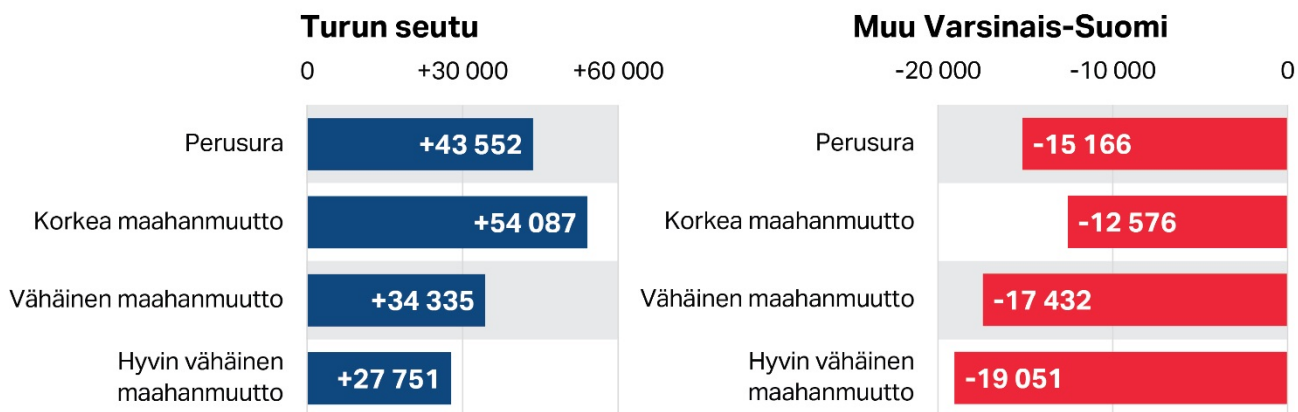 Turun seutu
0 +30 000 +60 000
Perusura +43 552
Korkea maahanmuutto +54 087
Vähäinen maahanmuutto +34 335
Hyvin vähäinen
maahanmuutto +27 751
Muu Varsinais-Suomi
-20 000 -10 000 0
Perusura -15 166
Korkea maahanmuutto -12 576
Vähäinen maahanmuutto -17 432
Hyvin vähäinen
maahanmuutto -19 051